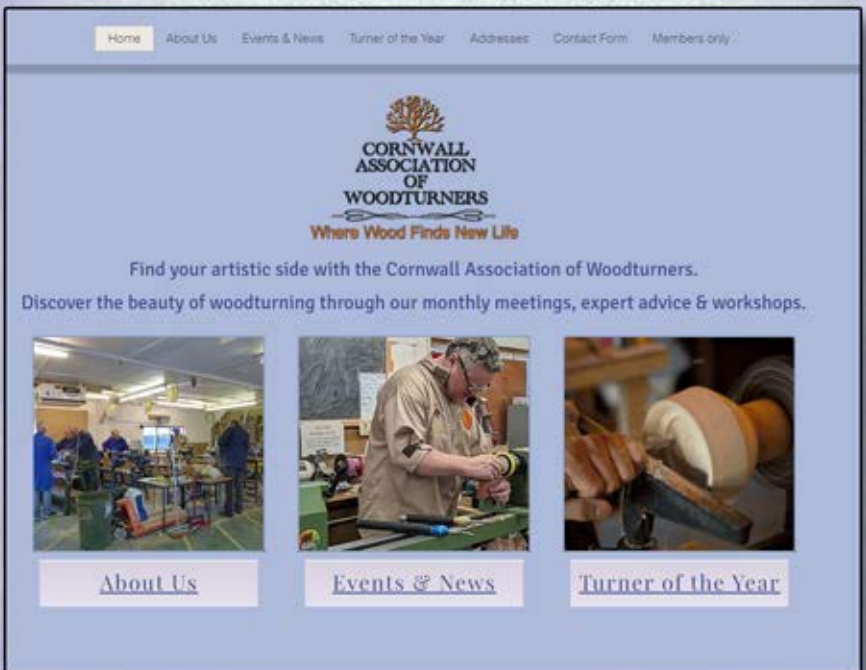 Home About Us Events & News Turner of the Year Addresses Contact Form Members only
CORNWALL
ASSOCIATION
OF
WOODTURNERS
Where Wood Finds New Life
Find your artistic side with the Cornwall Association of Woodturners.
Discover the beauty of woodturning through our monthly meetings, expert advice & workshops.
About Us Events & News Turner of the Year